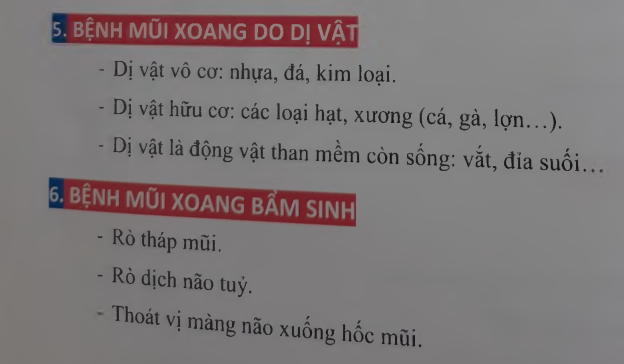 5. BỆNH MŨI XOANG DO DỊ VẬT
- Dị vật vô cơ: nhựa, đá, kim loại.
- Dị vật hữu cơ: các loại hạt, xương (cá, gà, lợn…).
- Dị vật là động vật than mềm còn sống: vắt, đỉa suối…
6. BỆNH MŨI XOANG BẨM SINH
- Rò tháp mũi.
- Rò dịch não tuỷ.
- Thoát vị màng não xuống hốc mũi.